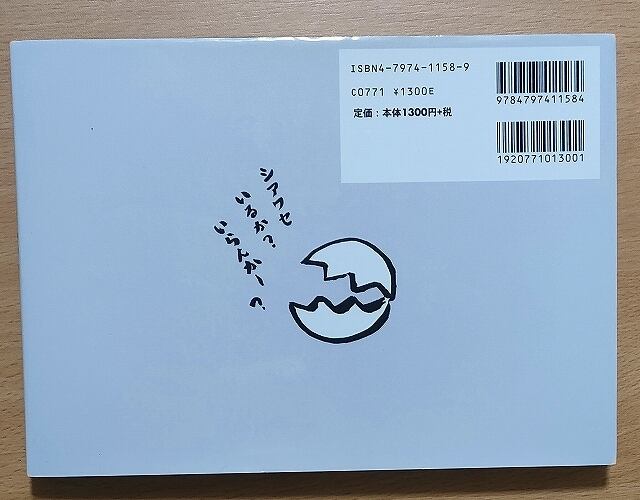 ISBN4-7974-1158-9
C0771 ¥1300E
定価：本体1300円+税
9784797411584
1920771013001
シアワセ
いるか？
いらんかー？